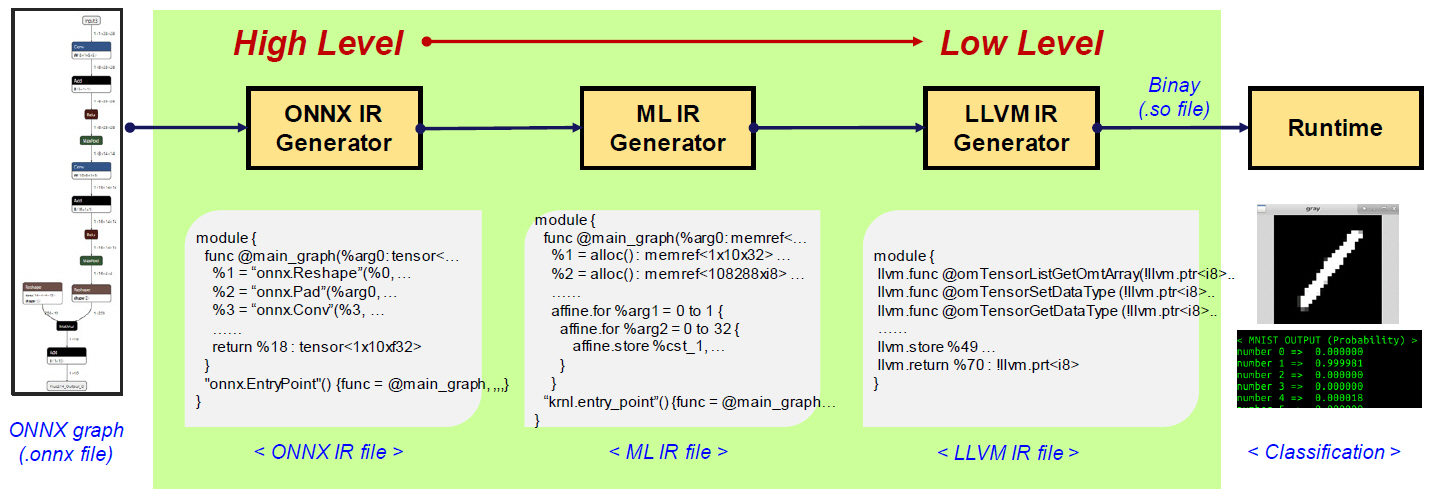 High Level
Low Level
ONNX IR
Generator
ML IR
Generator
LLVM IR
Generator
Binay
(.so file)
Runtime
Input3
Conv
Add
Relu
Conv
Add
Relu
Reshape
Reshape
MatMul
Add
ONNX graph
(.onnx file)
module {
func @main_graph(%arg0: tensor<…
%1 = “onnx.Reshape”(%0, …
%2 = “onnx.Pad”(%arg0, …
%3 = “onnx.Conv”(%3, …
……
return %18 : tensor<1x10xf32>
}
"onnx.EntryPoint"() {func = @main_graph, ,,,}
}
< ONNX IR file >
module {
func @main_graph(%arg0: memref<…
%1 = alloc() : memref<1x10x32> …
%2 = alloc() : memref<108288xi8> …
……
affine.for %arg1 = 0 to 1 {
affine.for %arg2 = 0 to 32 {
affine.store %cst_1, …
}
}
“krnl.entry_point”() {func = @main_graph…
}
< ML IR file >
module {
llvm.func @omTensorListGetOmtArray(!llvm.ptr<i8>..
llvm.func @omTensorSetDataType (!llvm.ptr<i8>..
llvm.func @omTensorGetDataType (!llvm.ptr<i8>..
……
llvm.store %49 …
llvm.return %70 : !llvm.prt<i8>
}
< LLVM IR file >
gray
< MNIST OUTPUT (Probability) >
number 0 => 0.000000
number 1 => 0.999981
number 2 => 0.000000
number 3 => 0.000000
number 4 => 0.000018
< Classification >